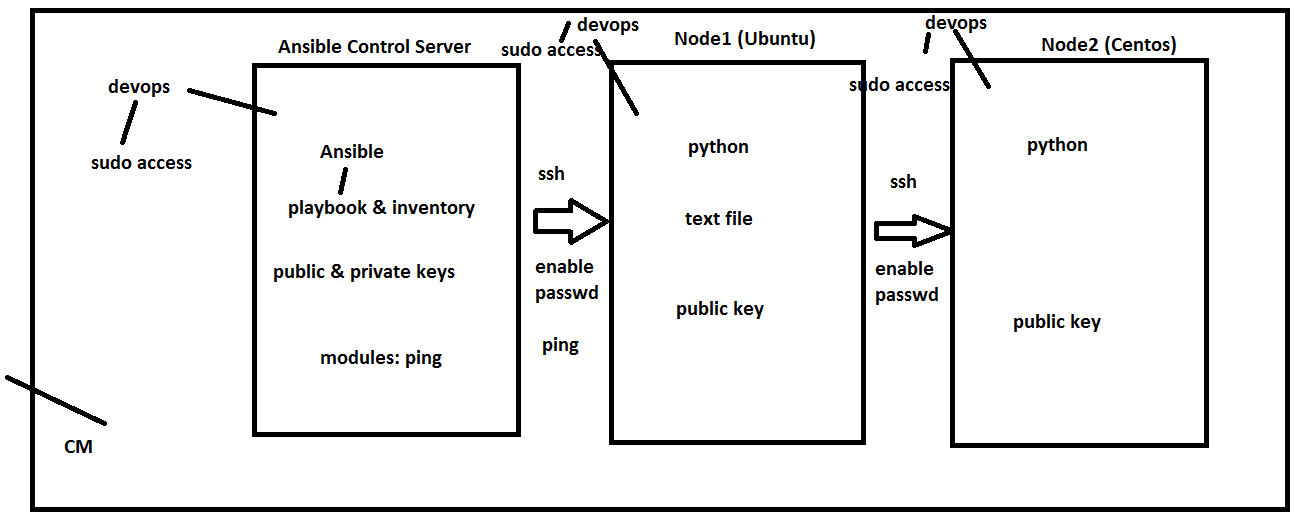 devops
sudo access
Ansible Control Server
Ansible
playbook & inventory
public & private keys
modules: ping
ssh
enable
passwd
ping
devops
sudo access
Node1 (Ubuntu)
python
text file
public key
ssh
enable
passwd
devops
sudo access
Node2 (Centos)
python
public key
CM